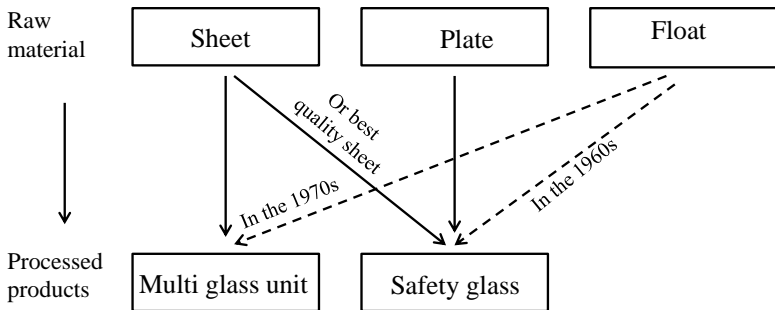 Raw
material
Sheet
Plate
Float
Or best
quality sheet
In the 1970s
In the 1960s
Processed
products
Multi glass unit
Safety glass